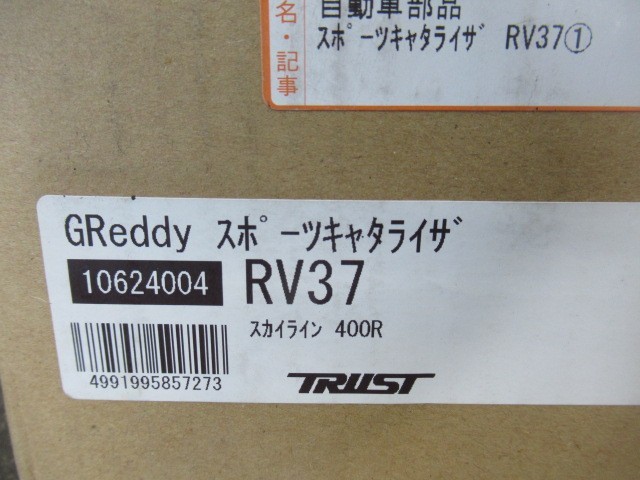 名・記事
自動車部品
ｽﾎﾟｰﾂｷｬﾀﾗｲｻﾞ RV37①
GReddy ｽﾎﾟｰﾂｷｬﾀﾗｲｻﾞ
10624004 RV37
ｽｶｲﾗｲﾝ 400R
4991995857273
TRUST